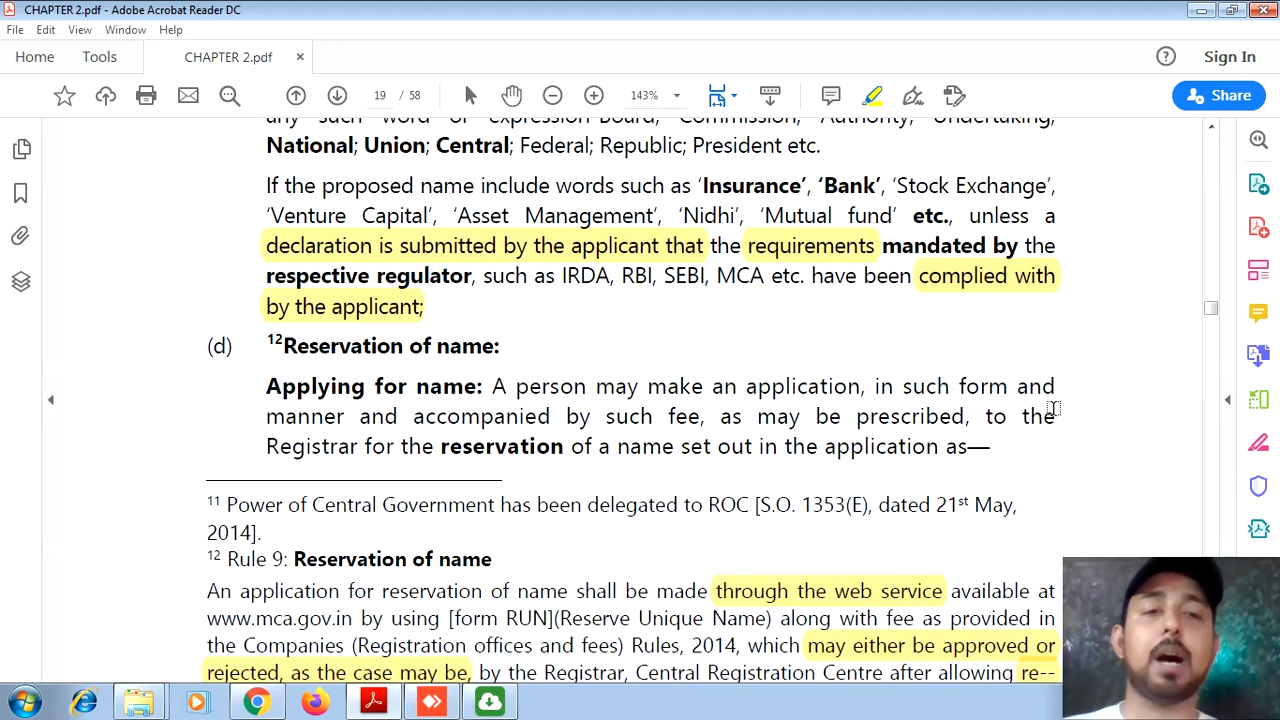 CHAPTER 2.pdf - Adobe Acrobat Reader DC
File Edit View Window Help
Home Tools CHAPTER 2.pdf × Sign In
19 / 58 143% Share
any such word or expression-Board, Commission, Authority, Undertaking,
National; Union; Central; Federal; Republic; President etc.
If the proposed name include words such as ‘Insurance’, ‘Bank’, ‘Stock Exchange’,
‘Venture Capital’, ‘Asset Management’, ‘Nidhi’, ‘Mutual fund’ etc., unless a
declaration is submitted by the applicant that the requirements mandated by the
respective regulator, such as IRDA, RBI, SEBI, MCA etc. have been complied with
by the applicant;
(d) 12Reservation of name:
Applying for name: A person may make an application, in such form and
manner and accompanied by such fee, as may be prescribed, to the
Registrar for the reservation of a name set out in the application as—
11 Power of Central Government has been delegated to ROC [S.O. 1353(E), dated 21st May,
2014].
12 Rule 9: Reservation of name
An application for reservation of name shall be made through the web service available at
www.mca.gov.in by using [form RUN](Reserve Unique Name) along with fee as provided in
the Companies (Registration offices and fees) Rules, 2014, which may either be approved or
rejected, as the case may be, by the Registrar, Central Registration Centre after allowing re--